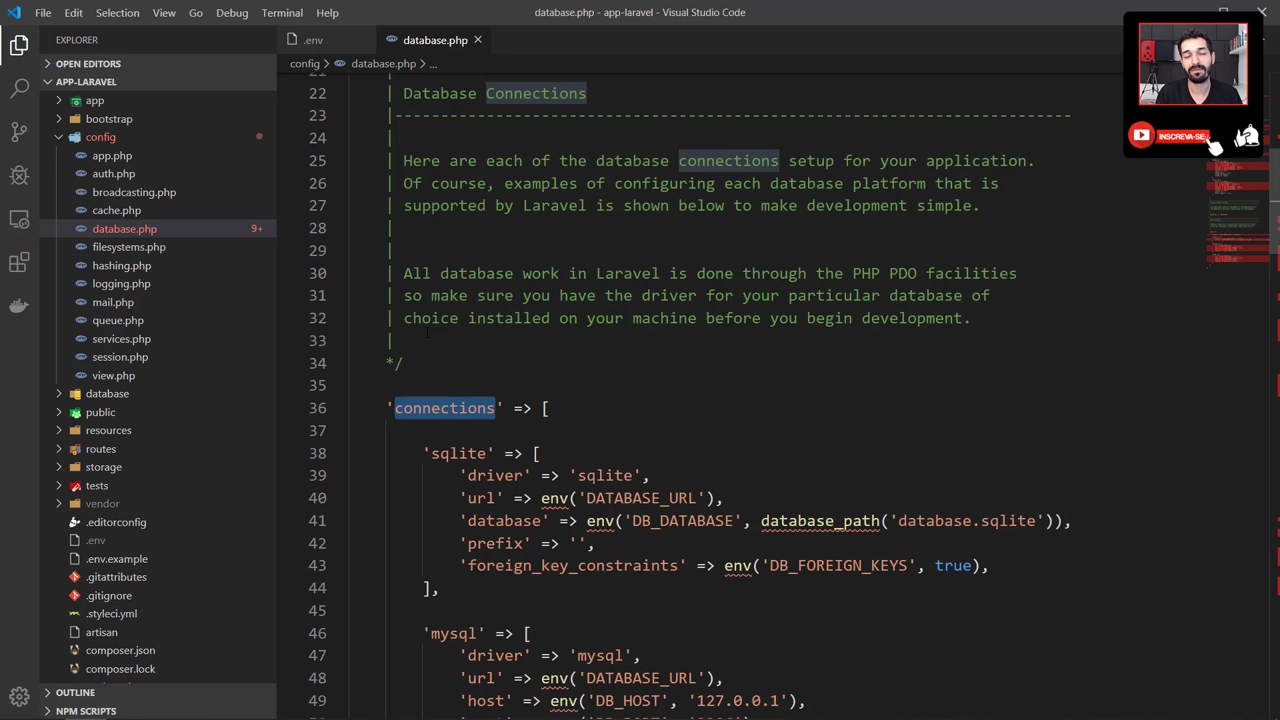 File Edit Selection View Go Debug Terminal Help
database.php - app-laravel - Visual Studio Code
EXPLORER
OPEN EDITORS
APP-LARAVEL
app
bootstrap
config
app.php
auth.php
broadcasting.php
cache.php
database.php 9+
filesystems.php
hashing.php
logging.php
mail.php
queue.php
services.php
session.php
view.php
database
public
resources
routes
storage
tests
vendor
.editorconfig
.env
.env.example
.gitattributes
.gitignore
.styleci.yml
artisan
composer.json
composer.lock
OUTLINE
NPM SCRIPTS
.env
database.php
config > database.php > ...
22 | Database Connections
23 |--------------------------------------------------------------------------
24 |
25 | Here are each of the database connections setup for your application.
26 | Of course, examples of configuring each database platform that is
27 | supported by Laravel is shown below to make development simple.
28 |
29 |
30 | All database work in Laravel is done through the PHP PDO facilities
31 | so make sure you have the driver for your particular database of
32 | choice installed on your machine before you begin development.
33 |
34 */
35
36 'connections' => [
37
38 'sqlite' => [
39 'driver' => 'sqlite',
40 'url' => env('DATABASE_URL'),
41 'database' => env('DB_DATABASE', database_path('database.sqlite')),
42 'prefix' => '',
43 'foreign_key_constraints' => env('DB_FOREIGN_KEYS', true),
44 ],
45
46 'mysql' => [
47 'driver' => 'mysql',
48 'url' => env('DATABASE_URL'),
49 'host' => env('DB_HOST', '127.0.0.1'),
INSCREVA-SE